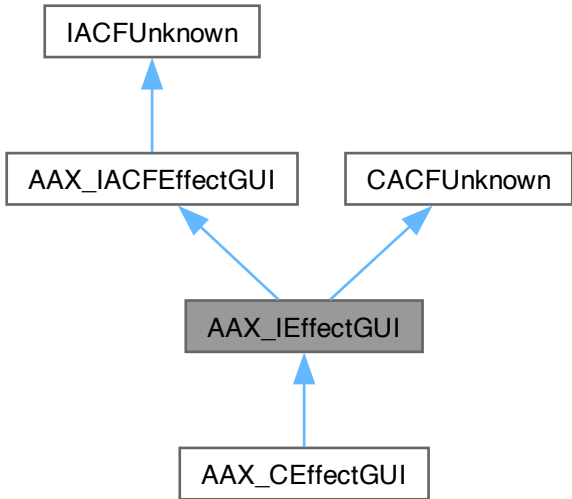 IACFUnknown
AAX_IACFEffectGUI
CACFUnknown
AAX_IEffectGUI
AAX_CEffectGUI